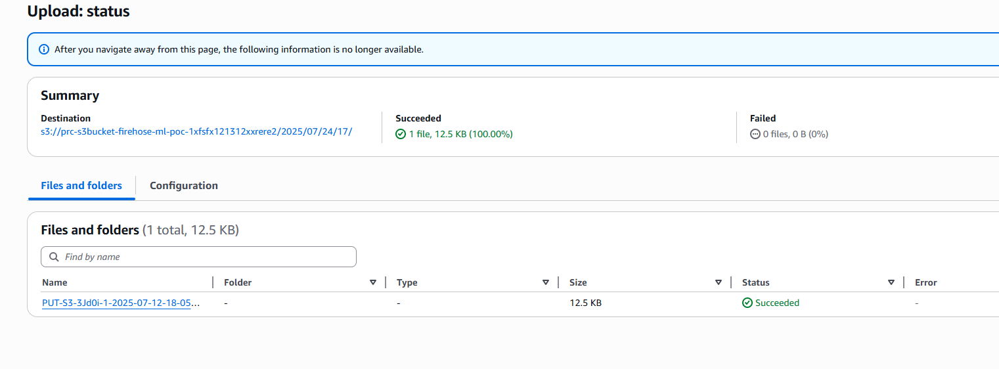 Upload: status
After you navigate away from this page, the following information is no longer available.
Summary
Destination
s3://prc-s3bucket-firehose-ml-poc-1xfsfx121312xxrere2/2025/07/24/17/
Succeeded
1 file, 12.5 KB (100.00%)
Failed
0 files, 0 B (0%)
Files and folders
Configuration
Files and folders (1 total, 12.5 KB)
Find by name
Name Folder Type Size Status Error
PUT-S3-3Jd0i-1-2025-07-12-18-05... - - 12.5 KB Succeeded -